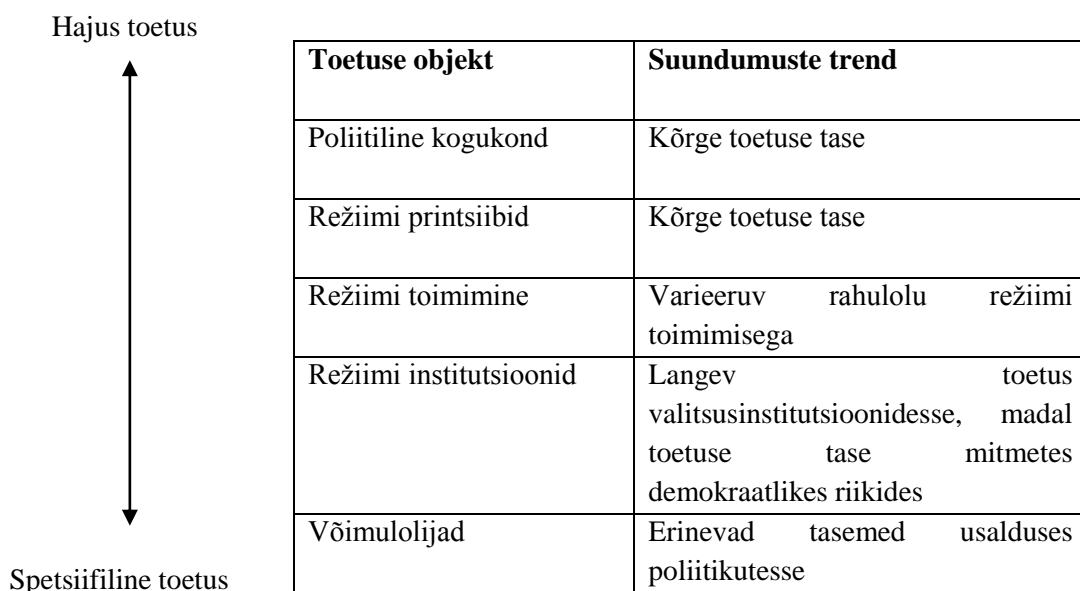 Hajus toetus
Toetuse objekt
Suundumuste trend
Poliitiline kogukond
Kõrge toetuse tase
Režiimi printsiibid
Kõrge toetuse tase
Režiimi toimimine
Varieeruv rahulolu režiimi
toimimisega
Režiimi institutsioonid
Langev toetus
valitsusinstitutsioonidesse, madal
toetuse tase mitmetes
demokraatlikes riikides
Võimulolijad
Erinevad tasemed usalduses
poliitikutesse
Spetsiifiline toetus